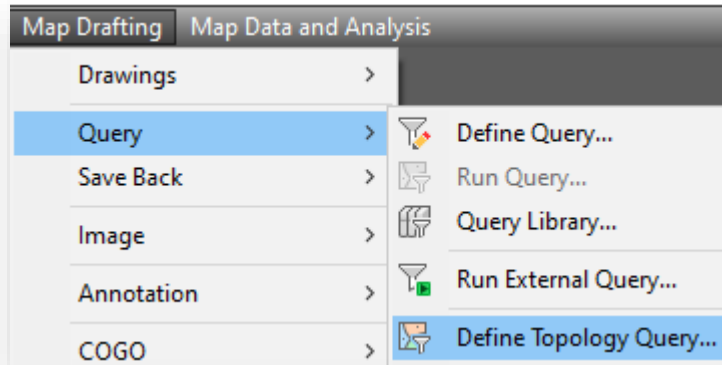 Map Drafting Map Data and Analysis
Drawings
Query
Save Back
Image
Annotation
COGO
Define Query...
Run Query...
Query Library...
Run External Query...
Define Topology Query...